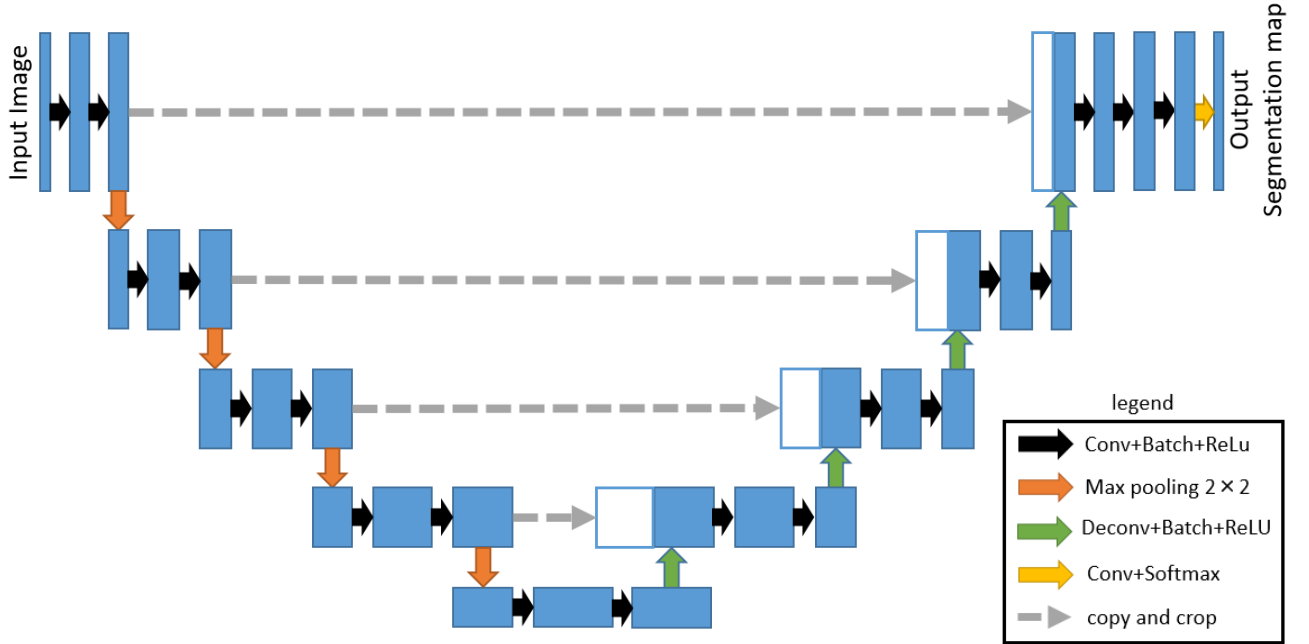 Input Image
Output
Segmentation map
legend
Conv+Batch+ReLu
Max pooling 2×2
Deconv+Batch+ReLU
Conv+Softmax
copy and crop